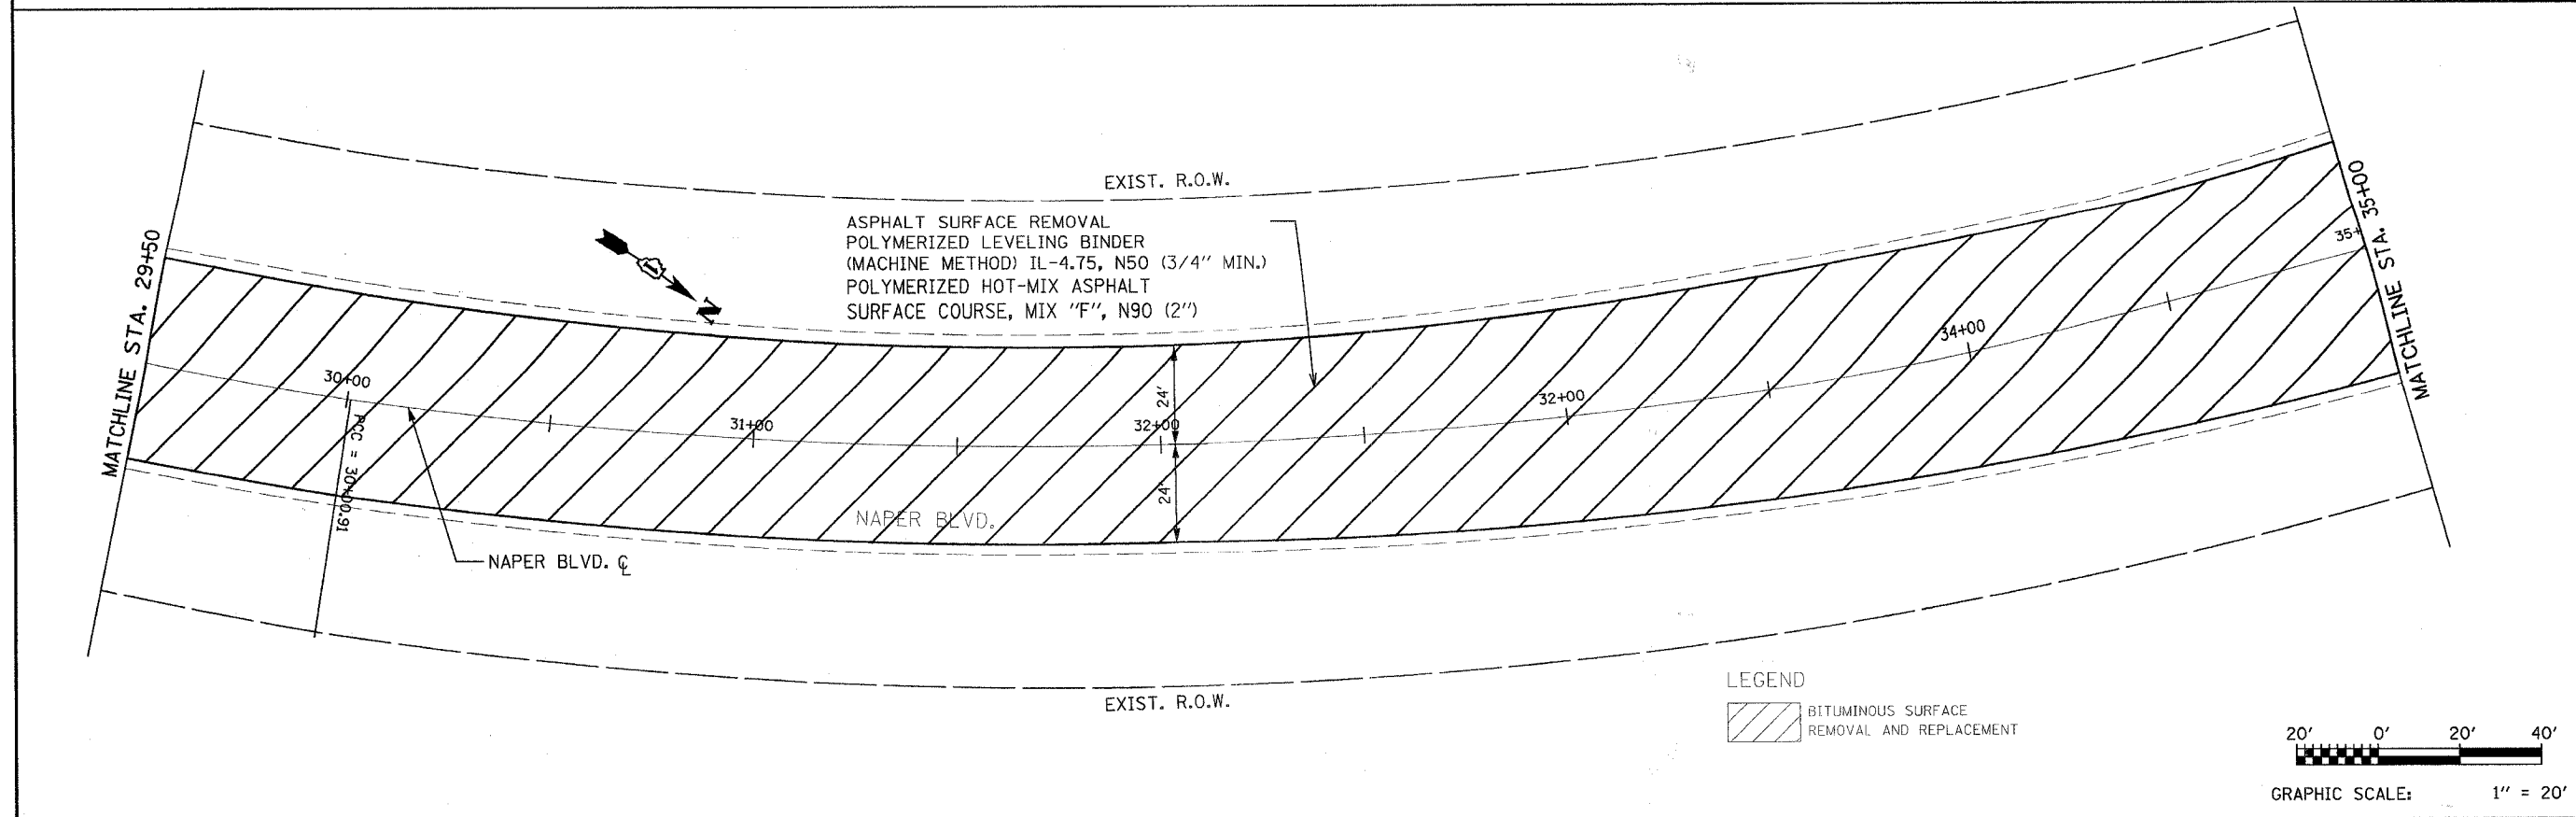 EXIST. R.O.W.
ASPHALT SURFACE REMOVAL
POLYMERIZED LEVELING BINDER
(MACHINE METHOD) IL-4.75, N50 (3/4" MIN.)
POLYMERIZED HOT-MIX ASPHALT
SURFACE COURSE, MIX "F", N90 (2")
N
MATCHLINE STA. 29+50
MATCHLINE STA. 35+00
35+
34+00
32+00
32+00
31+00
30+00
PCC = 30+00.91
24'
24'
NAPER BLVD.
NAPER BLVD. ℄
EXIST. R.O.W.
LEGEND
BITUMINOUS SURFACE
REMOVAL AND REPLACEMENT
20' 0' 20' 40'
GRAPHIC SCALE: 1" = 20'